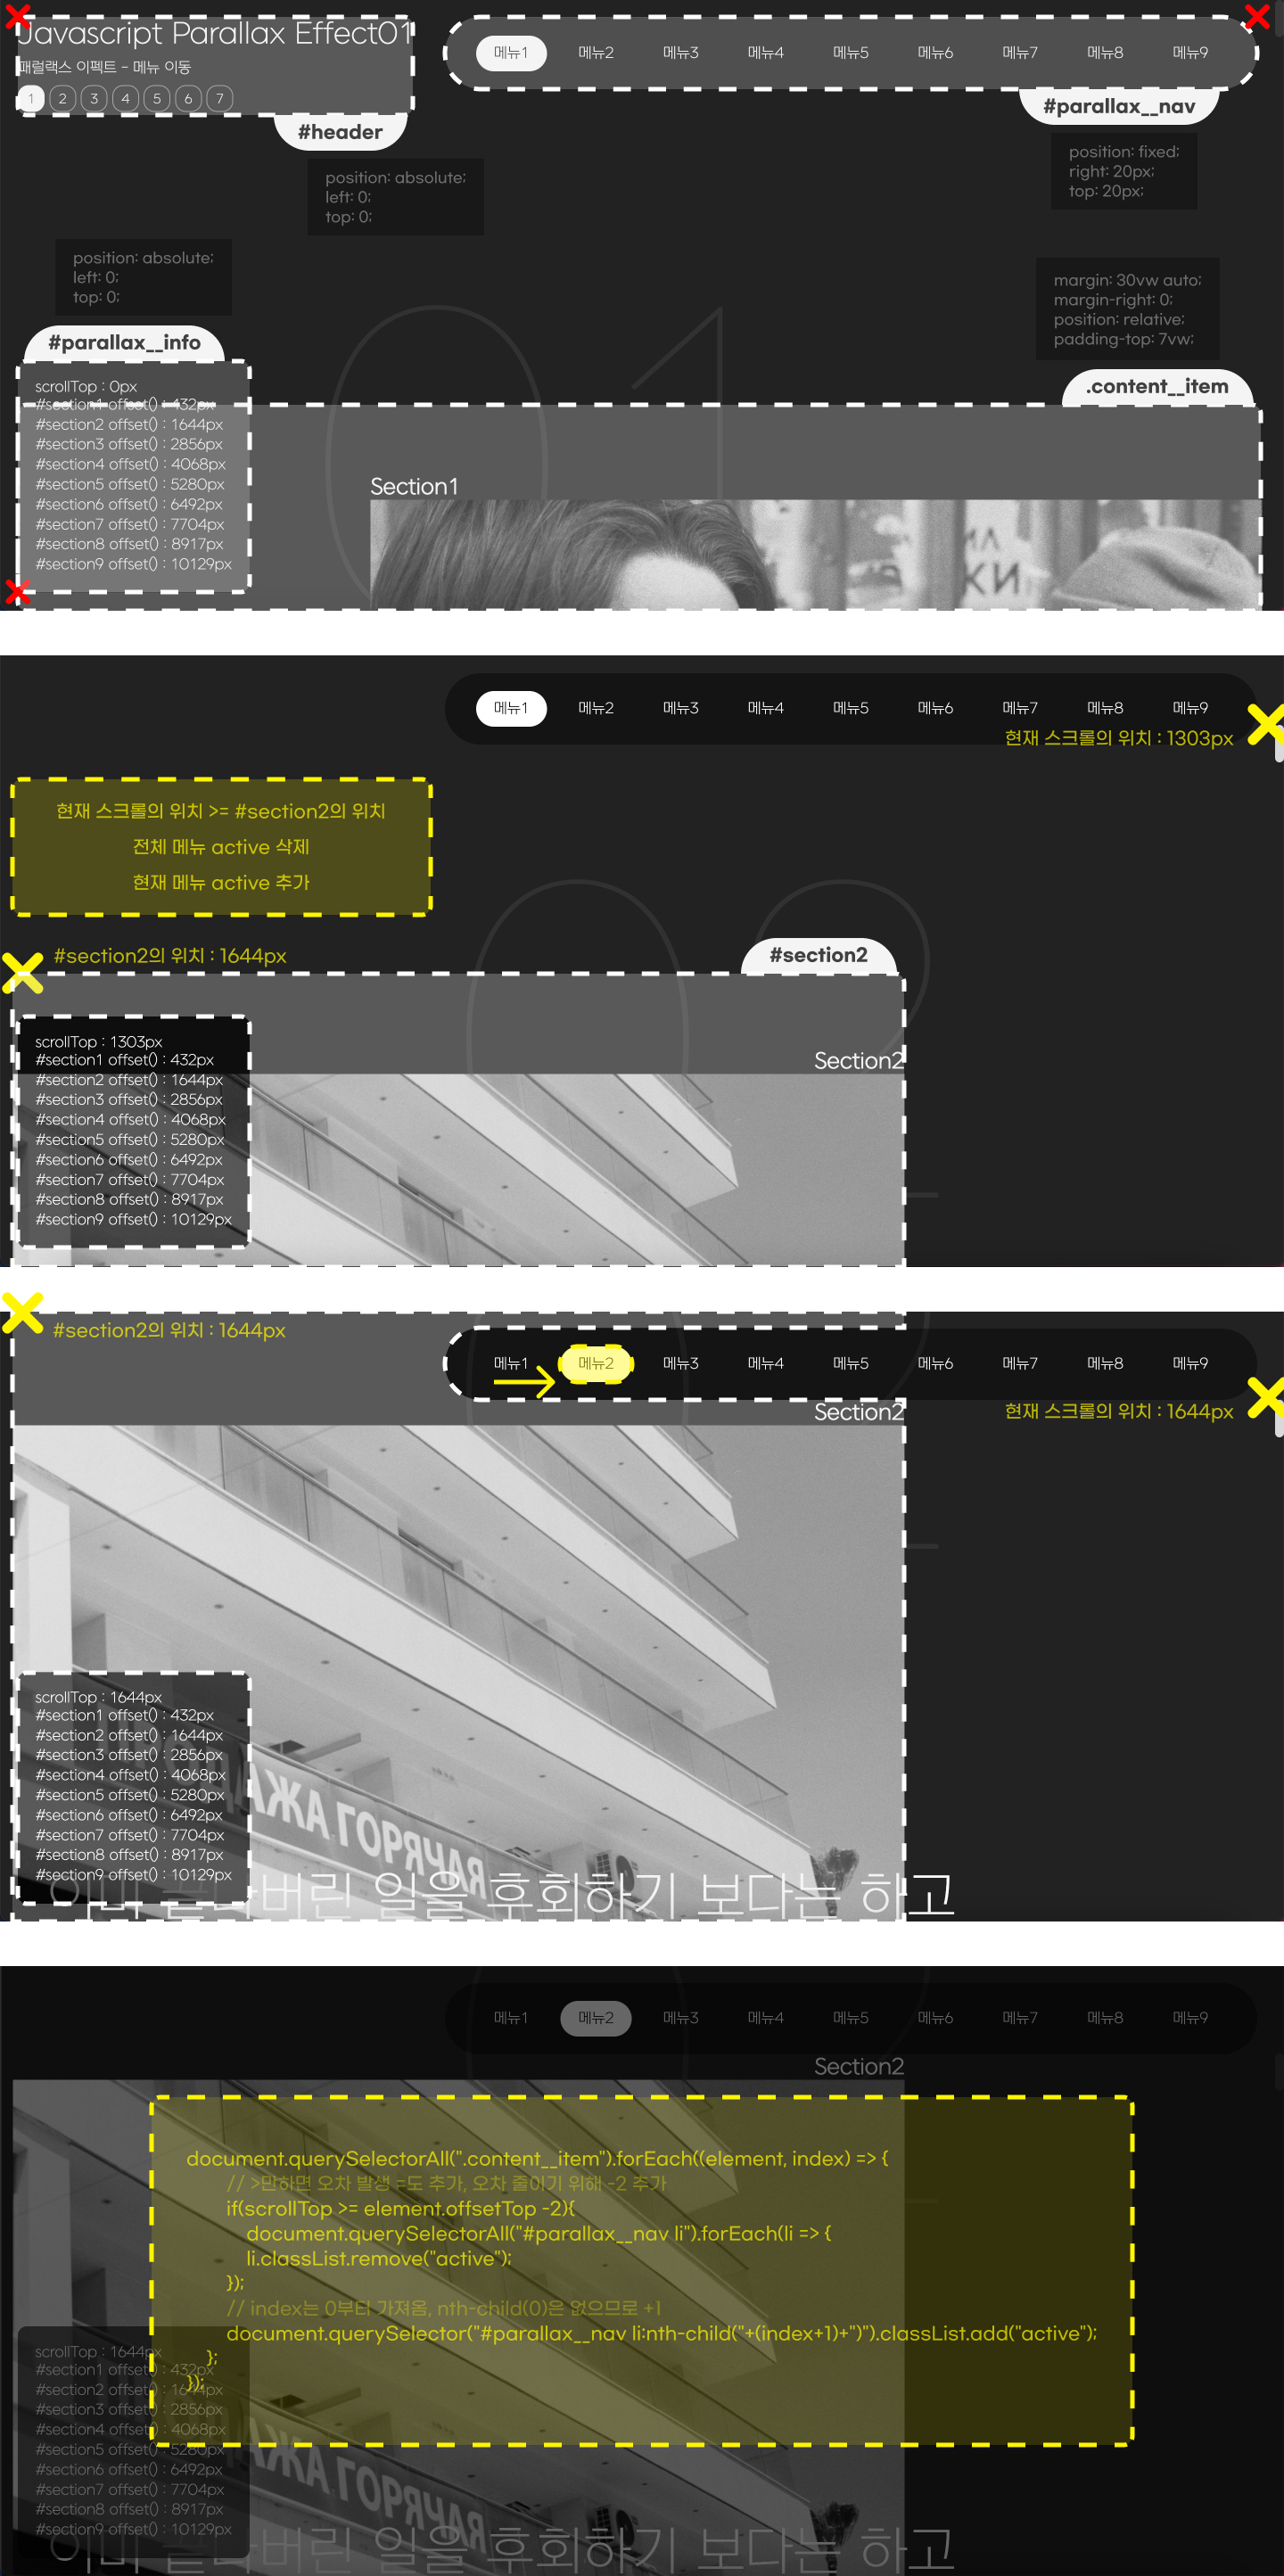 Javascript Parallax Effect01
패럴랙스 이펙트 - 메뉴 이동
1 2 3 4 5 6 7
메뉴1 메뉴2 메뉴3 메뉴4 메뉴5 메뉴6 메뉴7 메뉴8 메뉴9
#header
#parallax__nav
position: absolute;
left: 0;
top: 0;
position: fixed;
right: 20px;
top: 20px;
position: absolute;
left: 0;
top: 0;
margin: 30vw auto;
margin-right: 0;
position: relative;
padding-top: 7vw;
#parallax__info
.content__item
01
scrollTop : 0px
#section1 offset() : 432px
#section2 offset() : 1644px
#section3 offset() : 2856px
#section4 offset() : 4068px
#section5 offset() : 5280px
#section6 offset() : 6492px
#section7 offset() : 7704px
#section8 offset() : 8917px
#section9 offset() : 10129px
Section1
메뉴1 메뉴2 메뉴3 메뉴4 메뉴5 메뉴6 메뉴7 메뉴8 메뉴9
현재 스크롤의 위치 : 1303px
현재 스크롤의 위치 >= #section2의 위치
전체 메뉴 active 삭제
현재 메뉴 active 추가
02
#section2의 위치 : 1644px
#section2
Section2
scrollTop : 1303px
#section1 offset() : 432px
#section2 offset() : 1644px
#section3 offset() : 2856px
#section4 offset() : 4068px
#section5 offset() : 5280px
#section6 offset() : 6492px
#section7 offset() : 7704px
#section8 offset() : 8917px
#section9 offset() : 10129px
#section2의 위치 : 1644px
메뉴1 메뉴2 메뉴3 메뉴4 메뉴5 메뉴6 메뉴7 메뉴8 메뉴9
Section2
현재 스크롤의 위치 : 1644px
scrollTop : 1644px
#section1 offset() : 432px
#section2 offset() : 1644px
#section3 offset() : 2856px
#section4 offset() : 4068px
#section5 offset() : 5280px
#section6 offset() : 6492px
#section7 offset() : 7704px
#section8 offset() : 8917px
#section9 offset() : 10129px
일을 후회하기 보다는 하고
메뉴1 메뉴2 메뉴3 메뉴4 메뉴5 메뉴6 메뉴7 메뉴8 메뉴9
Section2
document.querySelectorAll(".content__item").forEach((element, index) => {
// >만하면 오차 발생 =도 추가, 오차 줄이기 위해 -2 추가
if(scrollTop >= element.offsetTop -2){
document.querySelectorAll("#parallax__nav li").forEach(li => {
li.classList.remove("active");
});
// index는 0부터 가져옴, nth-child(0)은 없으므로 +1
document.querySelector("#parallax__nav li:nth-child("+(index+1)+")").classList.add("active");
};
});
scrollTop : 1644px
#section1 offset() : 432px
#section2 offset() : 1644px
#section3 offset() : 2856px
#section4 offset() : 4068px
#section5 offset() : 5280px
#section6 offset() : 6492px
#section7 offset() : 7704px
#section8 offset() : 8917px
#section9 offset() : 10129px
일을 후회하기 보다는 하고